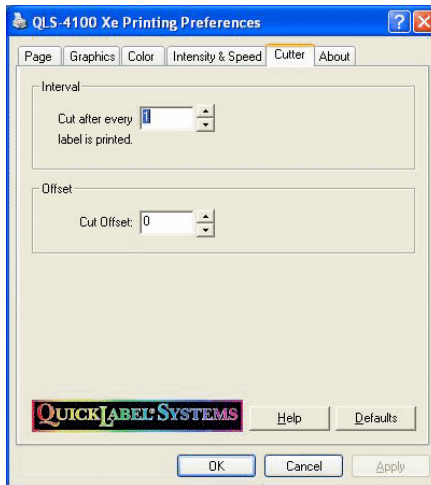 QLS-4100 Xe Printing Preferences
Page Graphics Color Intensity & Speed Cutter About
Interval
Cut after every 1
label is printed.
Offset
Cut Offset: 0
QUICKLABEL® SYSTEMS Help Defaults
OK Cancel Apply